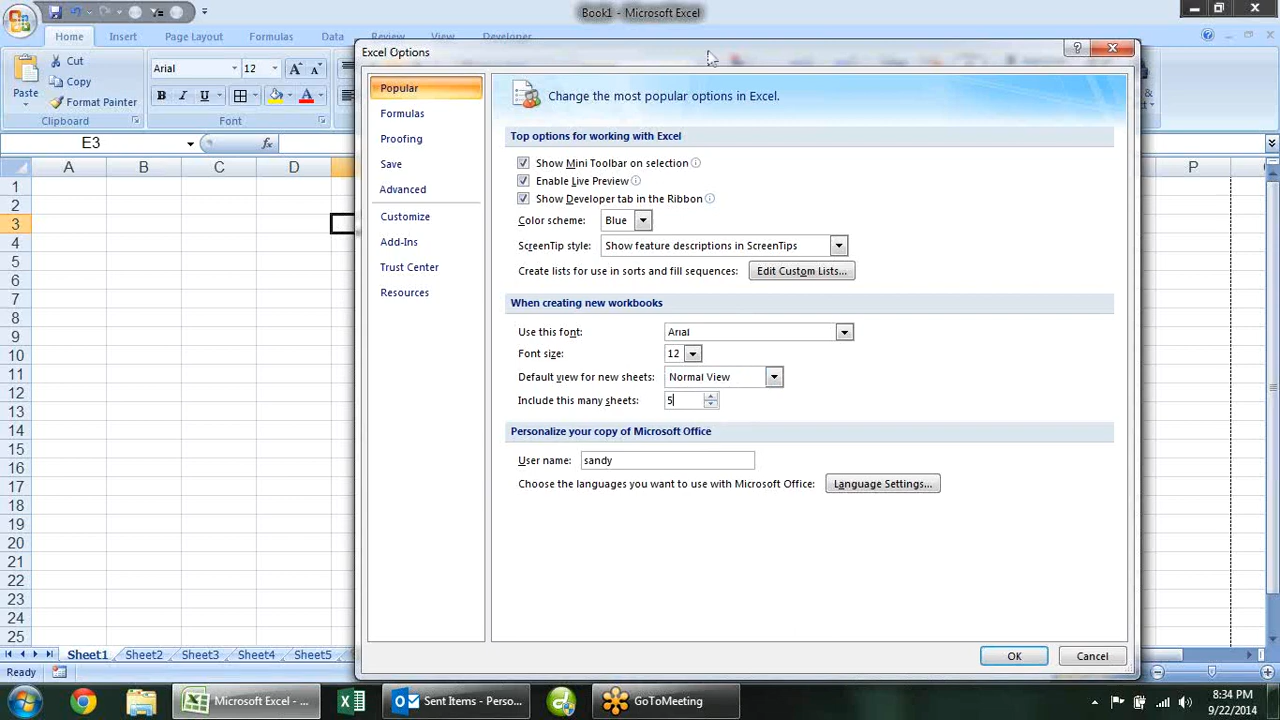 Book1 - Microsoft Excel
Home Insert Page Layout Formulas Data Review View Developer
Cut
Copy
Format Painter
Paste
Clipboard
Arial 12
B I U
Font
E3 fx
A B C D P
1
2
3
4
5
6
7
8
9
10
11
12
13
14
15
16
17
18
19
20
21
22
23
24
25
Sheet1 Sheet2 Sheet3 Sheet4 Sheet5
Ready
Excel Options
Popular
Formulas
Proofing
Save
Advanced
Customize
Add-Ins
Trust Center
Resources
Change the most popular options in Excel.
Top options for working with Excel
Show Mini Toolbar on selection
Enable Live Preview
Show Developer tab in the Ribbon
Color scheme: Blue
ScreenTip style: Show feature descriptions in ScreenTips
Create lists for use in sorts and fill sequences: Edit Custom Lists...
When creating new workbooks
Use this font: Arial
Font size: 12
Default view for new sheets: Normal View
Include this many sheets: 5
Personalize your copy of Microsoft Office
User name: sandy
Choose the languages you want to use with Microsoft Office: Language Settings...
OK Cancel
Microsoft Excel - ... Sent Items - Perso... GoToMeeting
8:34 PM
9/22/2014